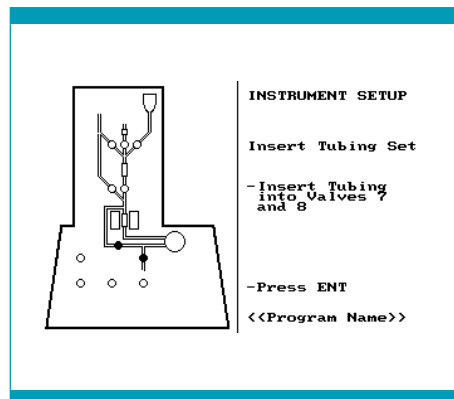 INSTRUMENT SETUP
Insert Tubing Set
-Insert Tubing
into Valves 7
and 8
-Press ENT
<<Program Name>>